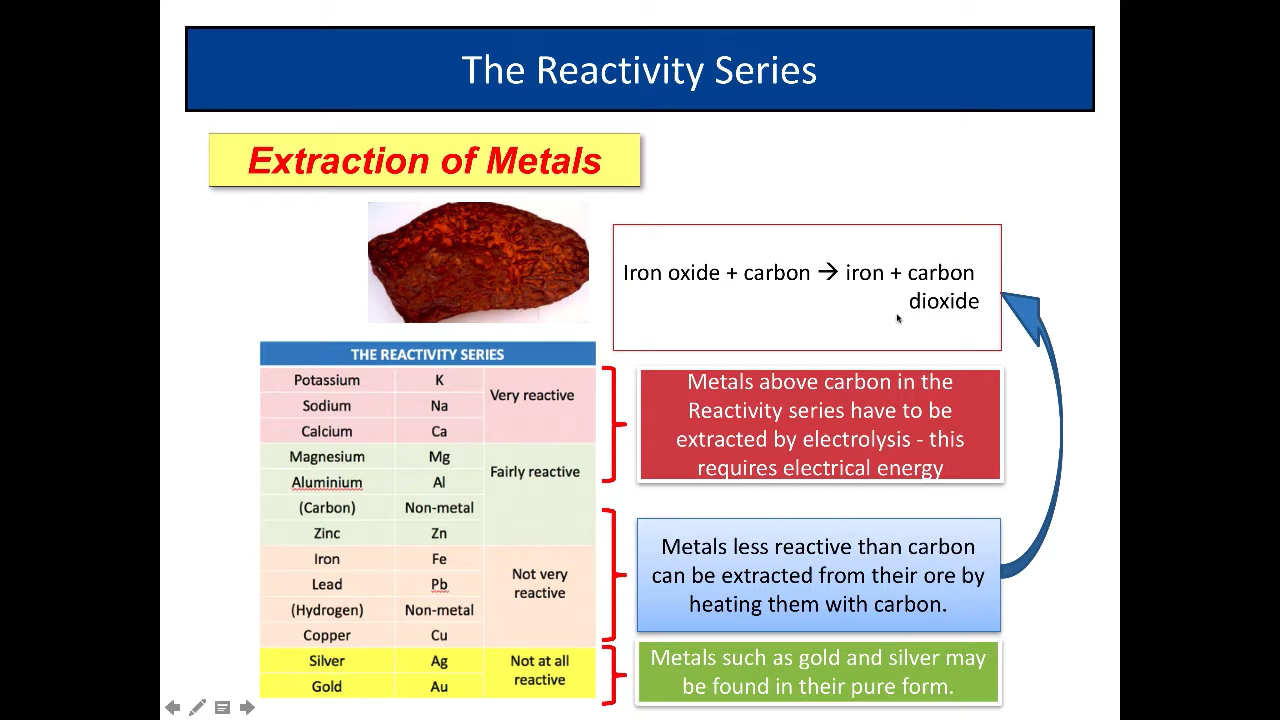 The Reactivity Series
Extraction of Metals
Iron oxide + carbon → iron + carbon
dioxide
THE REACTIVITY SERIES
Potassium K
Very reactive
Sodium Na
Calcium Ca
Magnesium Mg
Fairly reactive
Aluminium Al
(Carbon) Non-metal
Zinc Zn
Iron Fe
Not very
reactive
Lead Pb
(Hydrogen) Non-metal
Copper Cu
Silver Ag
Not at all
reactive
Gold Au
Metals above carbon in the
Reactivity series have to be
extracted by electrolysis - this
requires electrical energy
Metals less reactive than carbon
can be extracted from their ore by
heating them with carbon.
Metals such as gold and silver may
be found in their pure form.